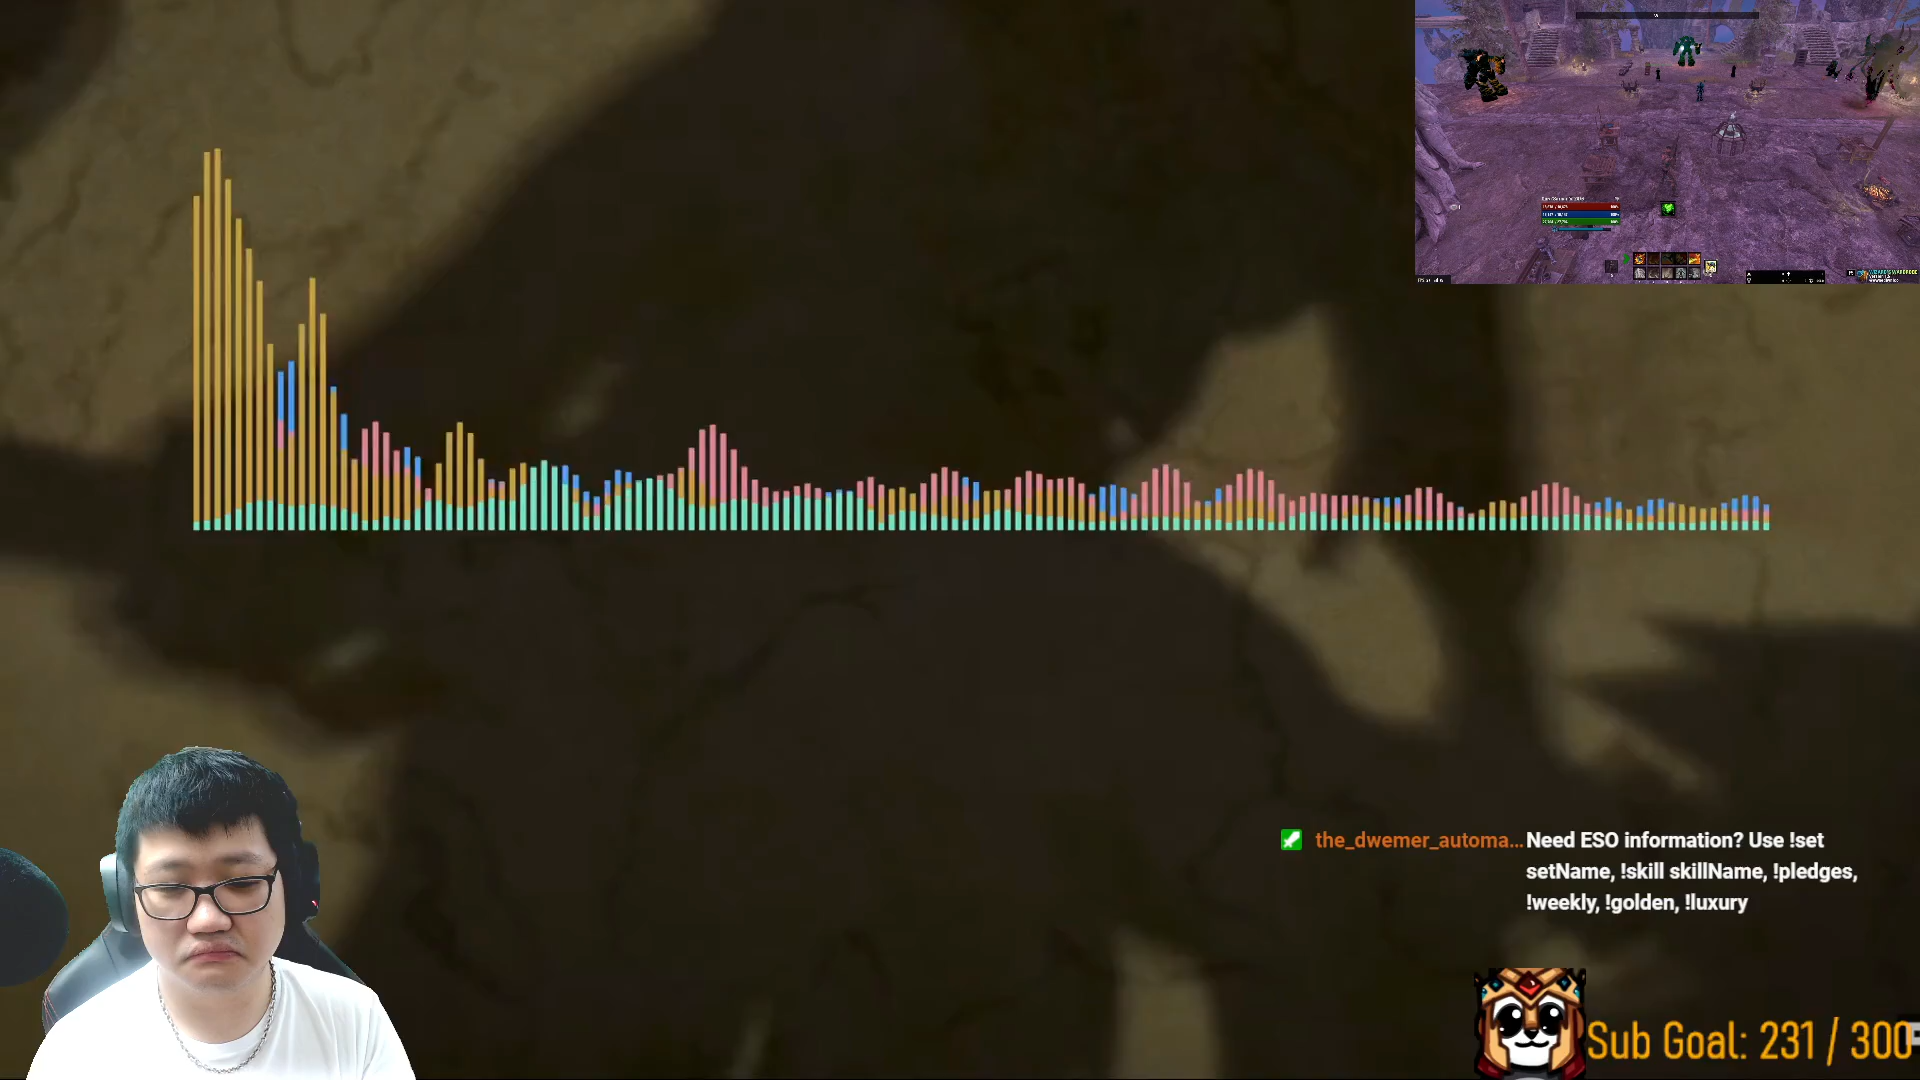 the_dwemer_automa... Need ESO information? Use !set
setName, !skill skillName, !pledges,
!weekly, !golden, !luxury
Sub Goal: 231 / 300